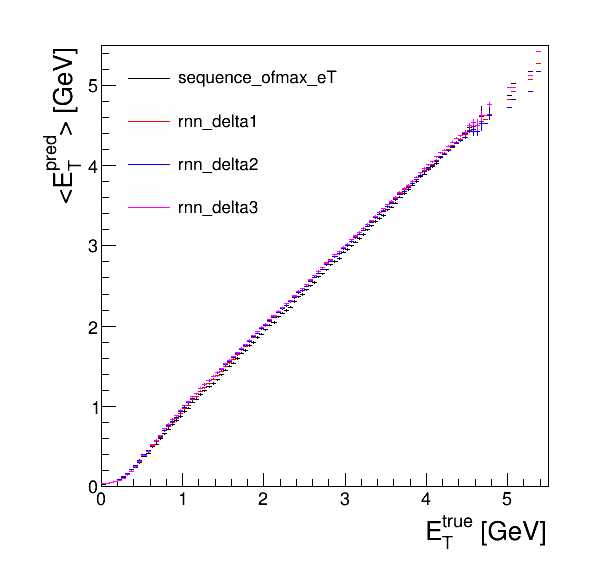 <E_T^pred> [GeV]
sequence_ofmax_eT
rnn_delta1
rnn_delta2
rnn_delta3
5
4
3
2
1
0
0 1 2 3 4 5
E_T^true [GeV]